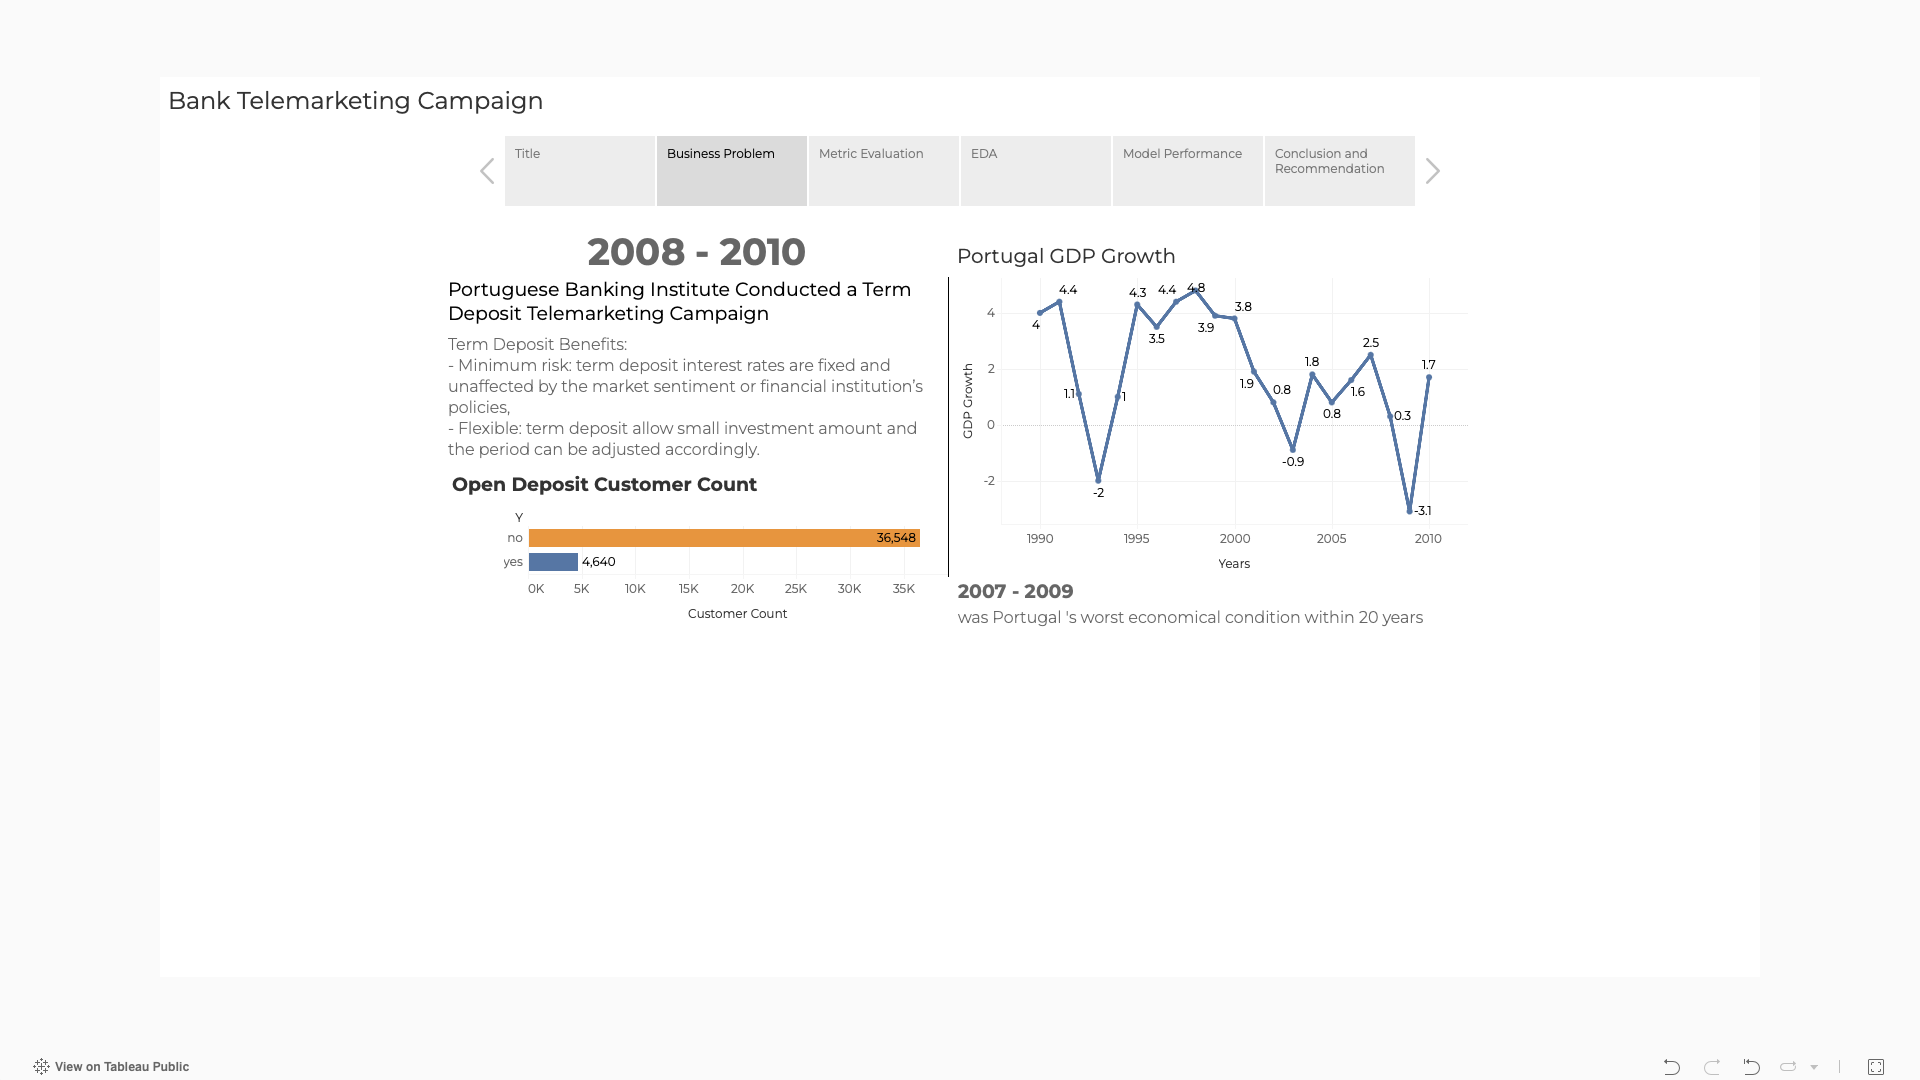 Bank Telemarketing Campaign
Title
Business Problem
Metric Evaluation
EDA
Model Performance
Conclusion and
Recommendation
2008 - 2010
Portuguese Banking Institute Conducted a Term
Deposit Telemarketing Campaign
Term Deposit Benefits:
- Minimum risk: term deposit interest rates are fixed and
unaffected by the market sentiment or financial institution’s
policies,
- Flexible: term deposit allow small investment amount and
the period can be adjusted accordingly.
Open Deposit Customer Count
Y
no
36,548
yes
4,640
0K 5K 10K 15K 20K 25K 30K 35K
Customer Count
Portugal GDP Growth
GDP Growth
4
2
0
-2
4
4.4
1.1
-2
1
4.3
3.5
4.4
4.8
3.9
3.8
1.9
0.8
-0.9
1.8
0.8
1.6
2.5
0.3
-3.1
1.7
1990 1995 2000 2005 2010
Years
2007 - 2009
was Portugal 's worst economical condition within 20 years
View on Tableau Public